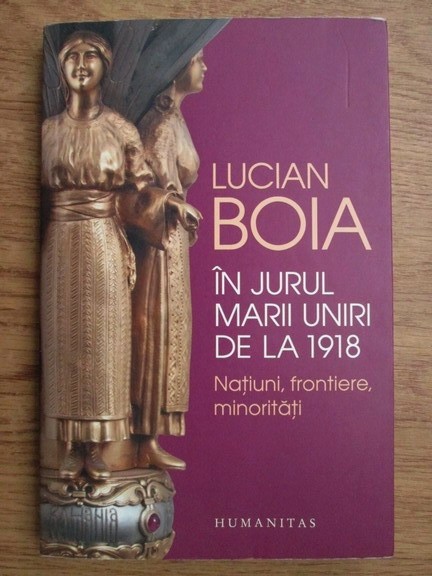 LUCIAN
BOIA
ÎN JURUL
MARII UNIRI
DE LA 1918
Națiuni, frontiere,
minorități
HUMANITAS